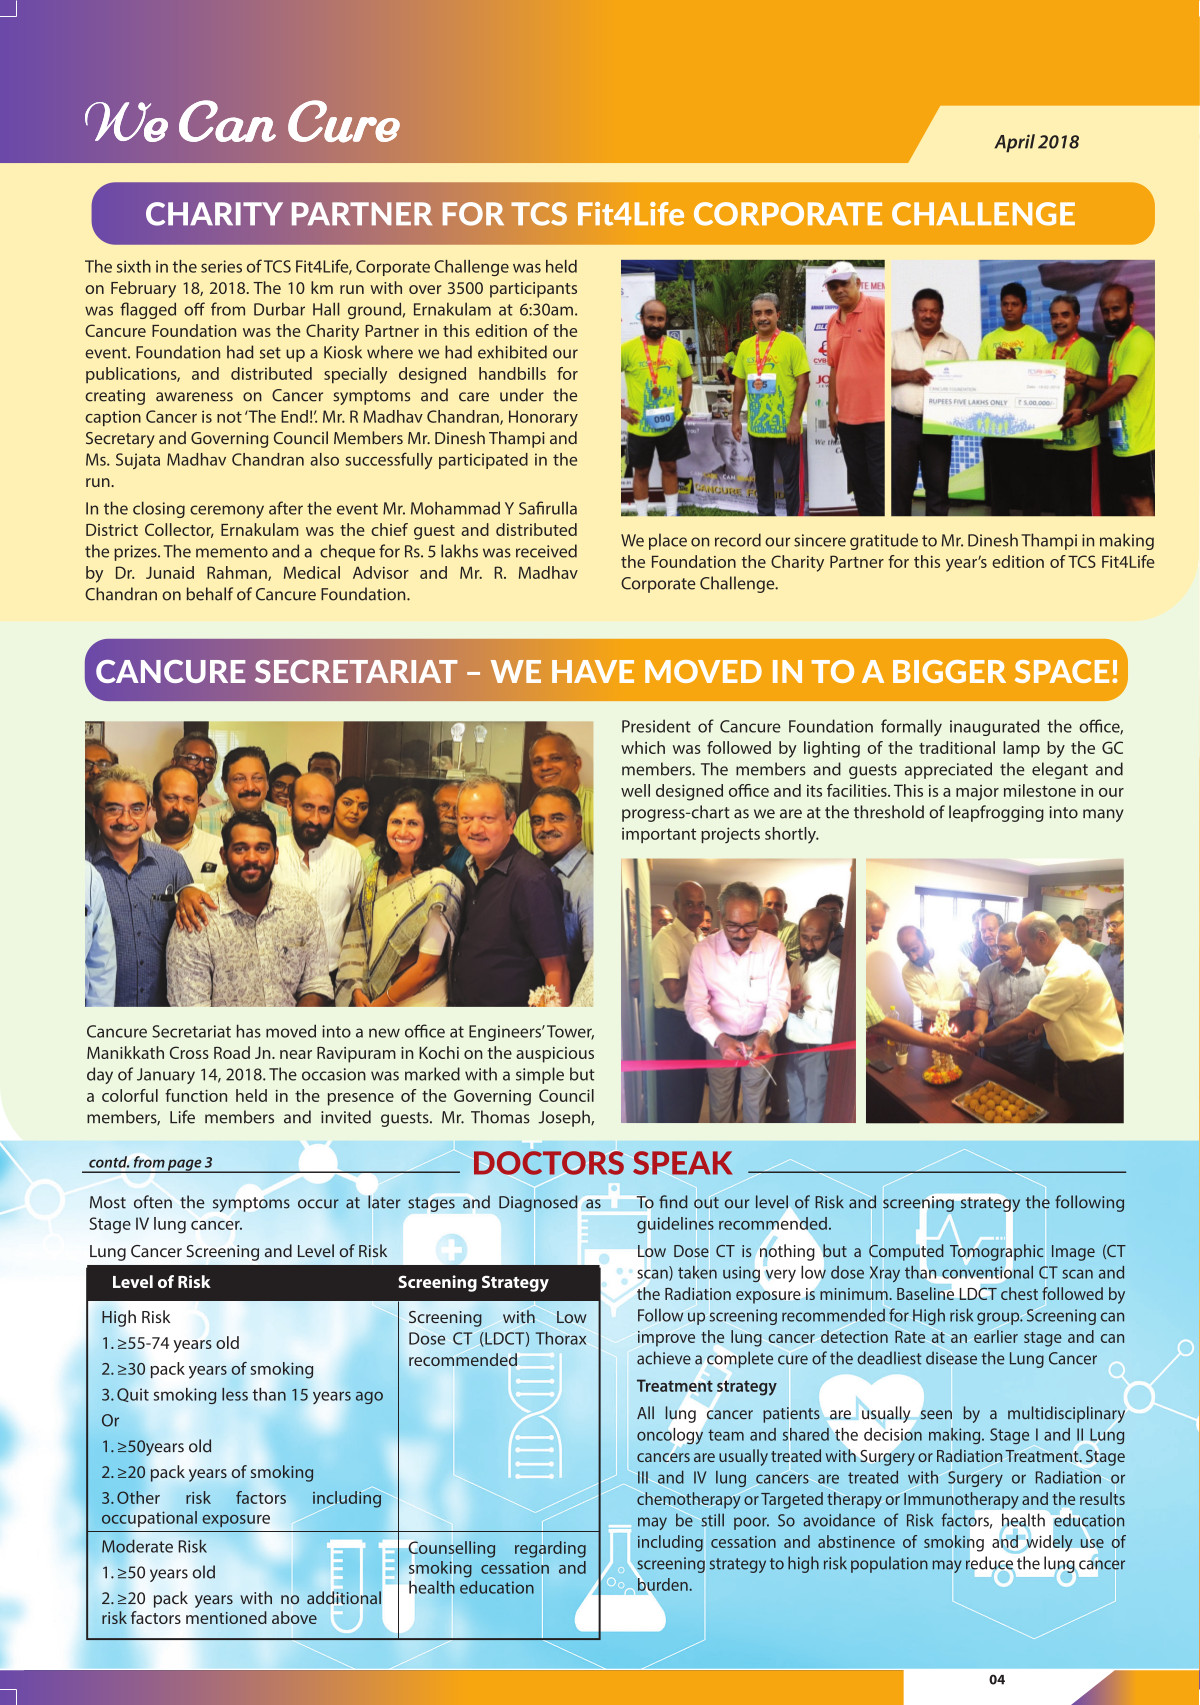 We Can Cure
April 2018
CHARITY PARTNER FOR TCS Fit4Life CORPORATE CHALLENGE
The sixth in the series of TCS Fit4Life, Corporate Challenge was held
on February 18, 2018. The 10 km run with over 3500 participants
was flagged off from Durbar Hall ground, Ernakulam at 6:30am.
Cancure Foundation was the Charity Partner in this edition of the
event. Foundation had set up a Kiosk where we had exhibited our
publications, and distributed specially designed handbills for
creating awareness on Cancer symptoms and care under the
caption Cancer is not ‘The End!’. Mr. R Madhav Chandran, Honorary
Secretary and Governing Council Members Mr. Dinesh Thampi and
Ms. Sujata Madhav Chandran also successfully participated in the
run.
In the closing ceremony after the event Mr. Mohammad Y Safirulla
District Collector, Ernakulam was the chief guest and distributed
the prizes. The memento and a cheque for Rs. 5 lakhs was received
by Dr. Junaid Rahman, Medical Advisor and Mr. R. Madhav
Chandran on behalf of Cancure Foundation.
090
CANCURE FOUNDATION
RUPEES FIVE LAKHS ONLY ₹ 5,00,000/-
We place on record our sincere gratitude to Mr. Dinesh Thampi in making
the Foundation the Charity Partner for this year’s edition of TCS Fit4Life
Corporate Challenge.
CANCURE SECRETARIAT – WE HAVE MOVED IN TO A BIGGER SPACE!
Cancure Secretariat has moved into a new office at Engineers’ Tower,
Manikkath Cross Road Jn. near Ravipuram in Kochi on the auspicious
day of January 14, 2018. The occasion was marked with a simple but
a colorful function held in the presence of the Governing Council
members, Life members and invited guests. Mr. Thomas Joseph,
President of Cancure Foundation formally inaugurated the office,
which was followed by lighting of the traditional lamp by the GC
members. The members and guests appreciated the elegant and
well designed office and its facilities. This is a major milestone in our
progress-chart as we are at the threshold of leapfrogging into many
important projects shortly.
contd. from page 3
DOCTORS SPEAK
Most often the symptoms occur at later stages and Diagnosed as
Stage IV lung cancer.
Lung Cancer Screening and Level of Risk
Level of Risk Screening Strategy
High Risk
1. ≥55-74 years old
2. ≥30 pack years of smoking
3. Quit smoking less than 15 years ago
Or
1. ≥50years old
2. ≥20 pack years of smoking
3. Other risk factors including
occupational exposure
Screening with Low
Dose CT (LDCT) Thorax
recommended
Moderate Risk
1. ≥50 years old
2. ≥20 pack years with no additional
risk factors mentioned above
Counselling regarding
smoking cessation and
health education
To find out our level of Risk and screening strategy the following
guidelines recommended.
Low Dose CT is nothing but a Computed Tomographic Image (CT
scan) taken using very low dose Xray than conventional CT scan and
the Radiation exposure is minimum. Baseline LDCT chest followed by
Follow up screening recommended for High risk group. Screening can
improve the lung cancer detection Rate at an earlier stage and can
achieve a complete cure of the deadliest disease the Lung Cancer
Treatment strategy
All lung cancer patients are usually seen by a multidisciplinary
oncology team and shared the decision making. Stage I and II Lung
cancers are usually treated with Surgery or Radiation Treatment. Stage
III and IV lung cancers are treated with Surgery or Radiation or
chemotherapy or Targeted therapy or Immunotherapy and the results
may be still poor. So avoidance of Risk factors, health education
including cessation and abstinence of smoking and widely use of
screening strategy to high risk population may reduce the lung cancer
burden.
04